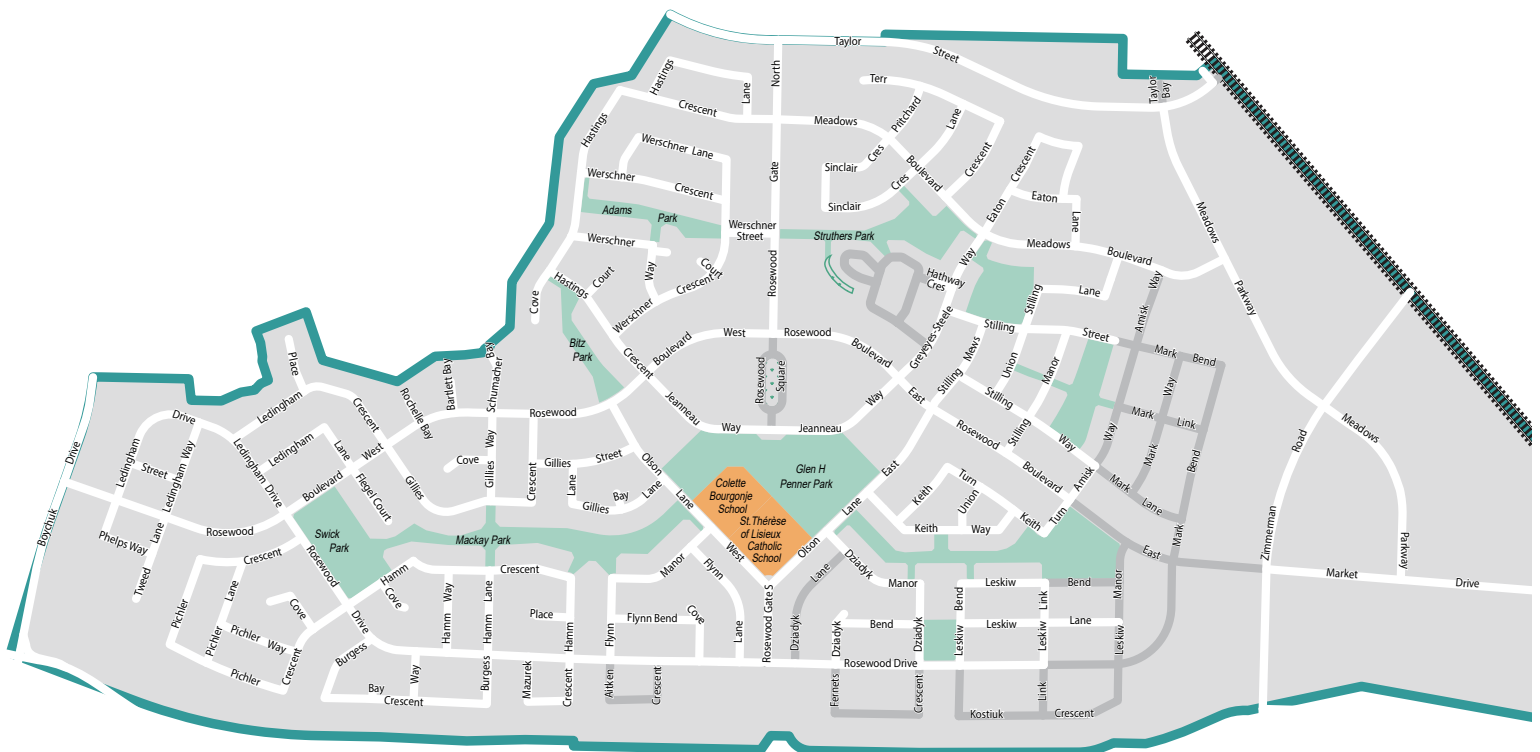 Taylor
Street
Taylor
Bay
North
Hastings
Lane
Crescent
Hastings
Terr
Pritchard
Lane
Meadows
Cres
Boulevard
Crescent
Sinclair
Cres
Sinclair
Gate
Werschner Lane
Werschner
Crescent
Adams
Park
Werschner
Street
Struthers Park
Crescent
Eaton
Eaton
Lane
Meadows
Boulevard
Meadows
Parkway
Way
Hathway
Cres
Werschner
Way
Court
Crescent
Werschner
Hastings
Court
Cove
Rosewood
Bitz
Park
Stilling
Lane
Stilling
Street
Greyeyes-Steele
Amisk
Way
Mark
Bend
Mews
Stilling
Union
Manor
West
Rosewood
Boulevard
Boulevard
Crescent
Rosewood
Square
Place
Ledingham
Crescent
Rochelle Bay
Bartlett Bay
Schumacher Bay
Rosewood
Jeanneau
Way
Jeanneau
Way
East
Rosewood
Boulevard
Stilling
Way
Stilling
Way
Way
Mark
Link
Mark
Bend
Mark
Lane
Amisk
Meadows
Parkway
Road
Zimmerman
Drive
Ledingham
Street
Ledingham Way
Ledingham
Drive
Ledingham
Lane
West
Boulevard
Flegel Court
Gillies
Cove
Gillies
Way
Crescent
Gillies
Street
Lane
Gillies
Bay
Lane
Olson
Lane
West
Colette
Bourgonje
School
St.Thérèse
of Lisieux
Catholic
School
Glen H
Penner Park
East
Lane
Olson
Keith
Turn
Union
Keith
Way
Keith
Turn
East
Mark
Drive
Boychuk
Phelps Way
Rosewood
Tweed
Lane
Swick
Park
Mackay Park
Rosewood
Drive
Crescent
Lane
Pichler
Pichler
Pichler
Way
Cove
Crescent
Pichler
Hamm
Cove
Crescent
Hamm
Way
Hamm
Lane
Place
Hamm
Crescent
Burgess
Bay
Way
Crescent
Burgess
Mazurek
Manor
Flynn
Lane
Flynn
Flynn Bend
Cove
Aitken
Crescent
Rosewood Gate S
Dziadyk
Lane
Dziadyk
Manor
Dziadyk
Bend
Dziadyk
Fernets
Crescent
Rosewood Drive
Leskiw
Bend
Bend
Leskiw
Leskiw
Lane
Link
Leskiw
Manor
Leskiw
Link
Kostiuk
Crescent
Market
Drive
Parkway